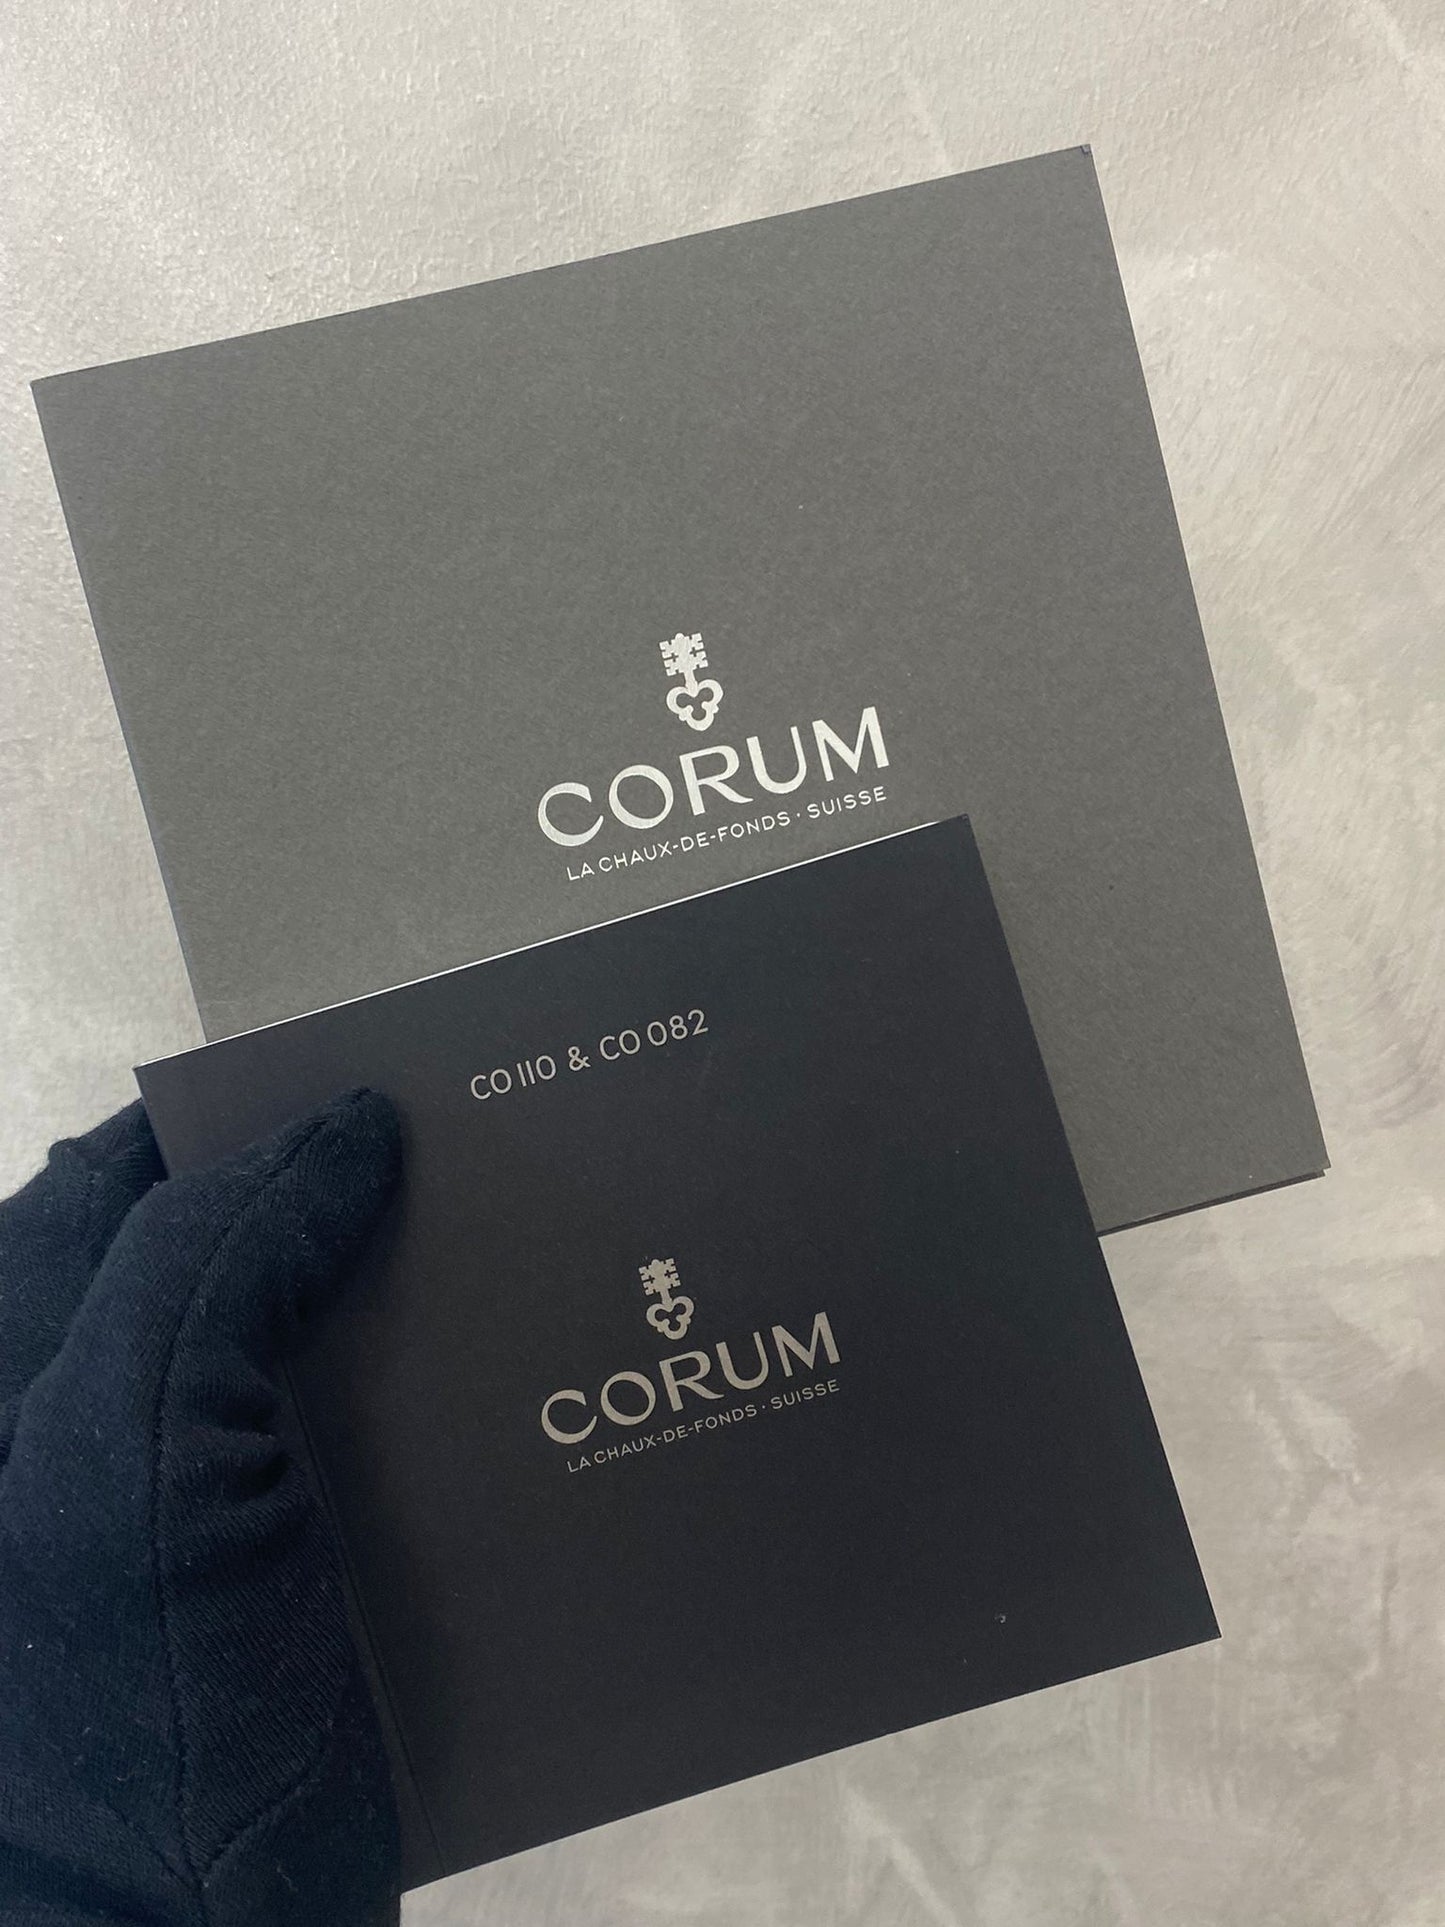 CORUM
LA CHAUX-DE-FONDS · SUISSE
CO 110 & CO 082
CORUM
LA CHAUX-DE-FONDS · SUISSE